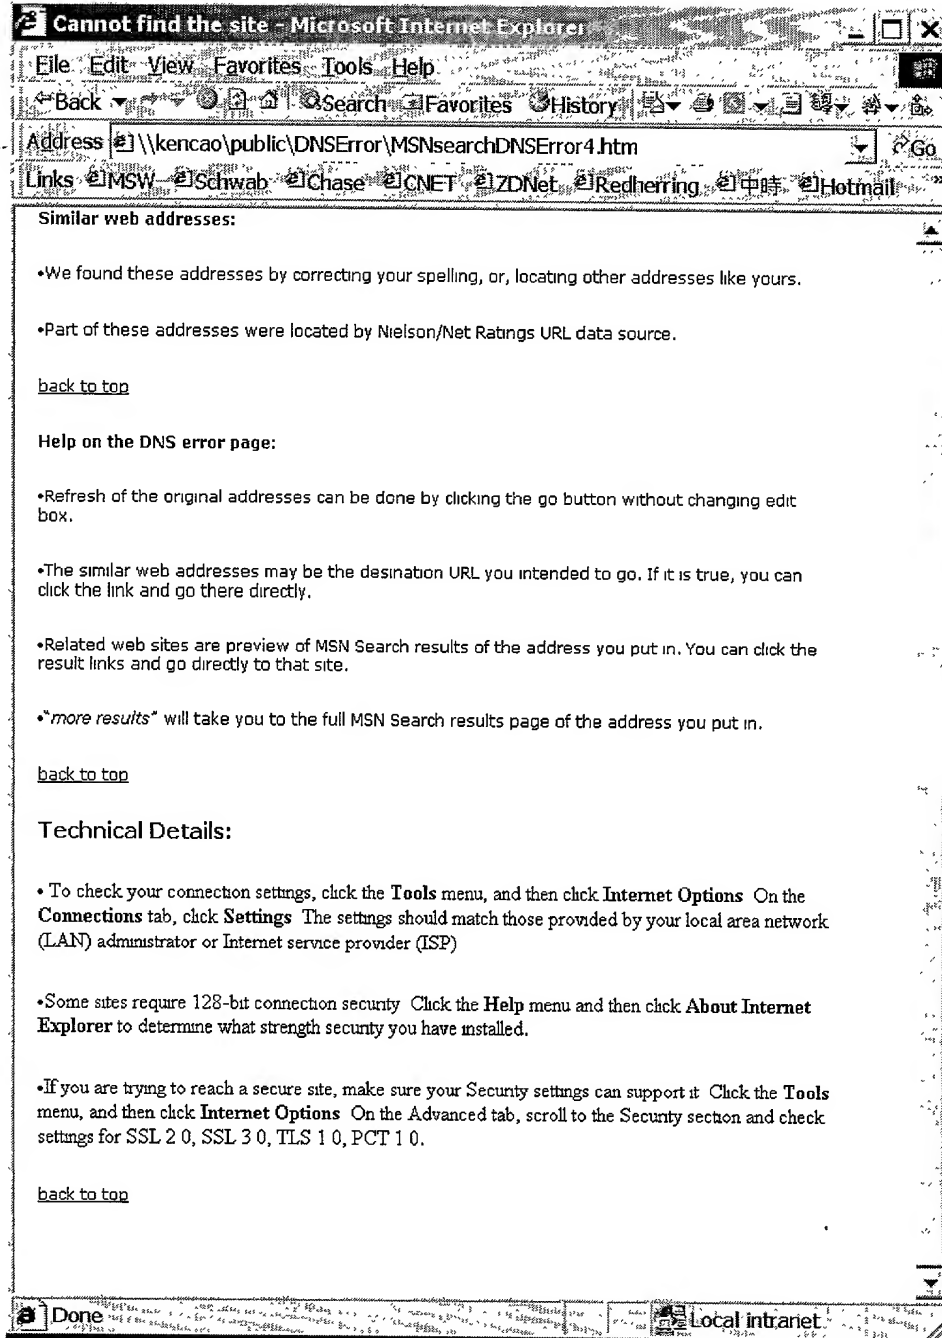 Cannot find the site - Microsoft Internet Explorer
File Edit View Favorites Tools Help
Back Search Favorites History
Address \\kencao\public\DNSError\MSNsearchDNSError4.htm Go
Links MSW Schwab Chase CNET ZDNet Redherring 中時 Hotmail »
Similar web addresses:
•We found these addresses by correcting your spelling, or, locating other addresses like yours.
•Part of these addresses were located by Nielson/Net Ratings URL data source.
back to top
Help on the DNS error page:
•Refresh of the original addresses can be done by clicking the go button without changing edit
box.
•The similar web addresses may be the desination URL you intended to go. If it is true, you can
click the link and go there directly.
•Related web sites are preview of MSN Search results of the address you put in. You can click the
result links and go directly to that site.
•"more results" will take you to the full MSN Search results page of the address you put in.
back to top
Technical Details:
• To check your connection settings, click the Tools menu, and then click Internet Options On the
Connections tab, click Settings The settings should match those provided by your local area network
(LAN) administrator or Internet service provider (ISP)
•Some sites require 128-bit connection security Click the Help menu and then click About Internet
Explorer to determine what strength security you have installed.
•If you are trying to reach a secure site, make sure your Security settings can support it Click the Tools
menu, and then click Internet Options On the Advanced tab, scroll to the Security section and check
settings for SSL 2 0, SSL 3 0, TLS 1 0, PCT 1 0.
back to top
Done Local intranet